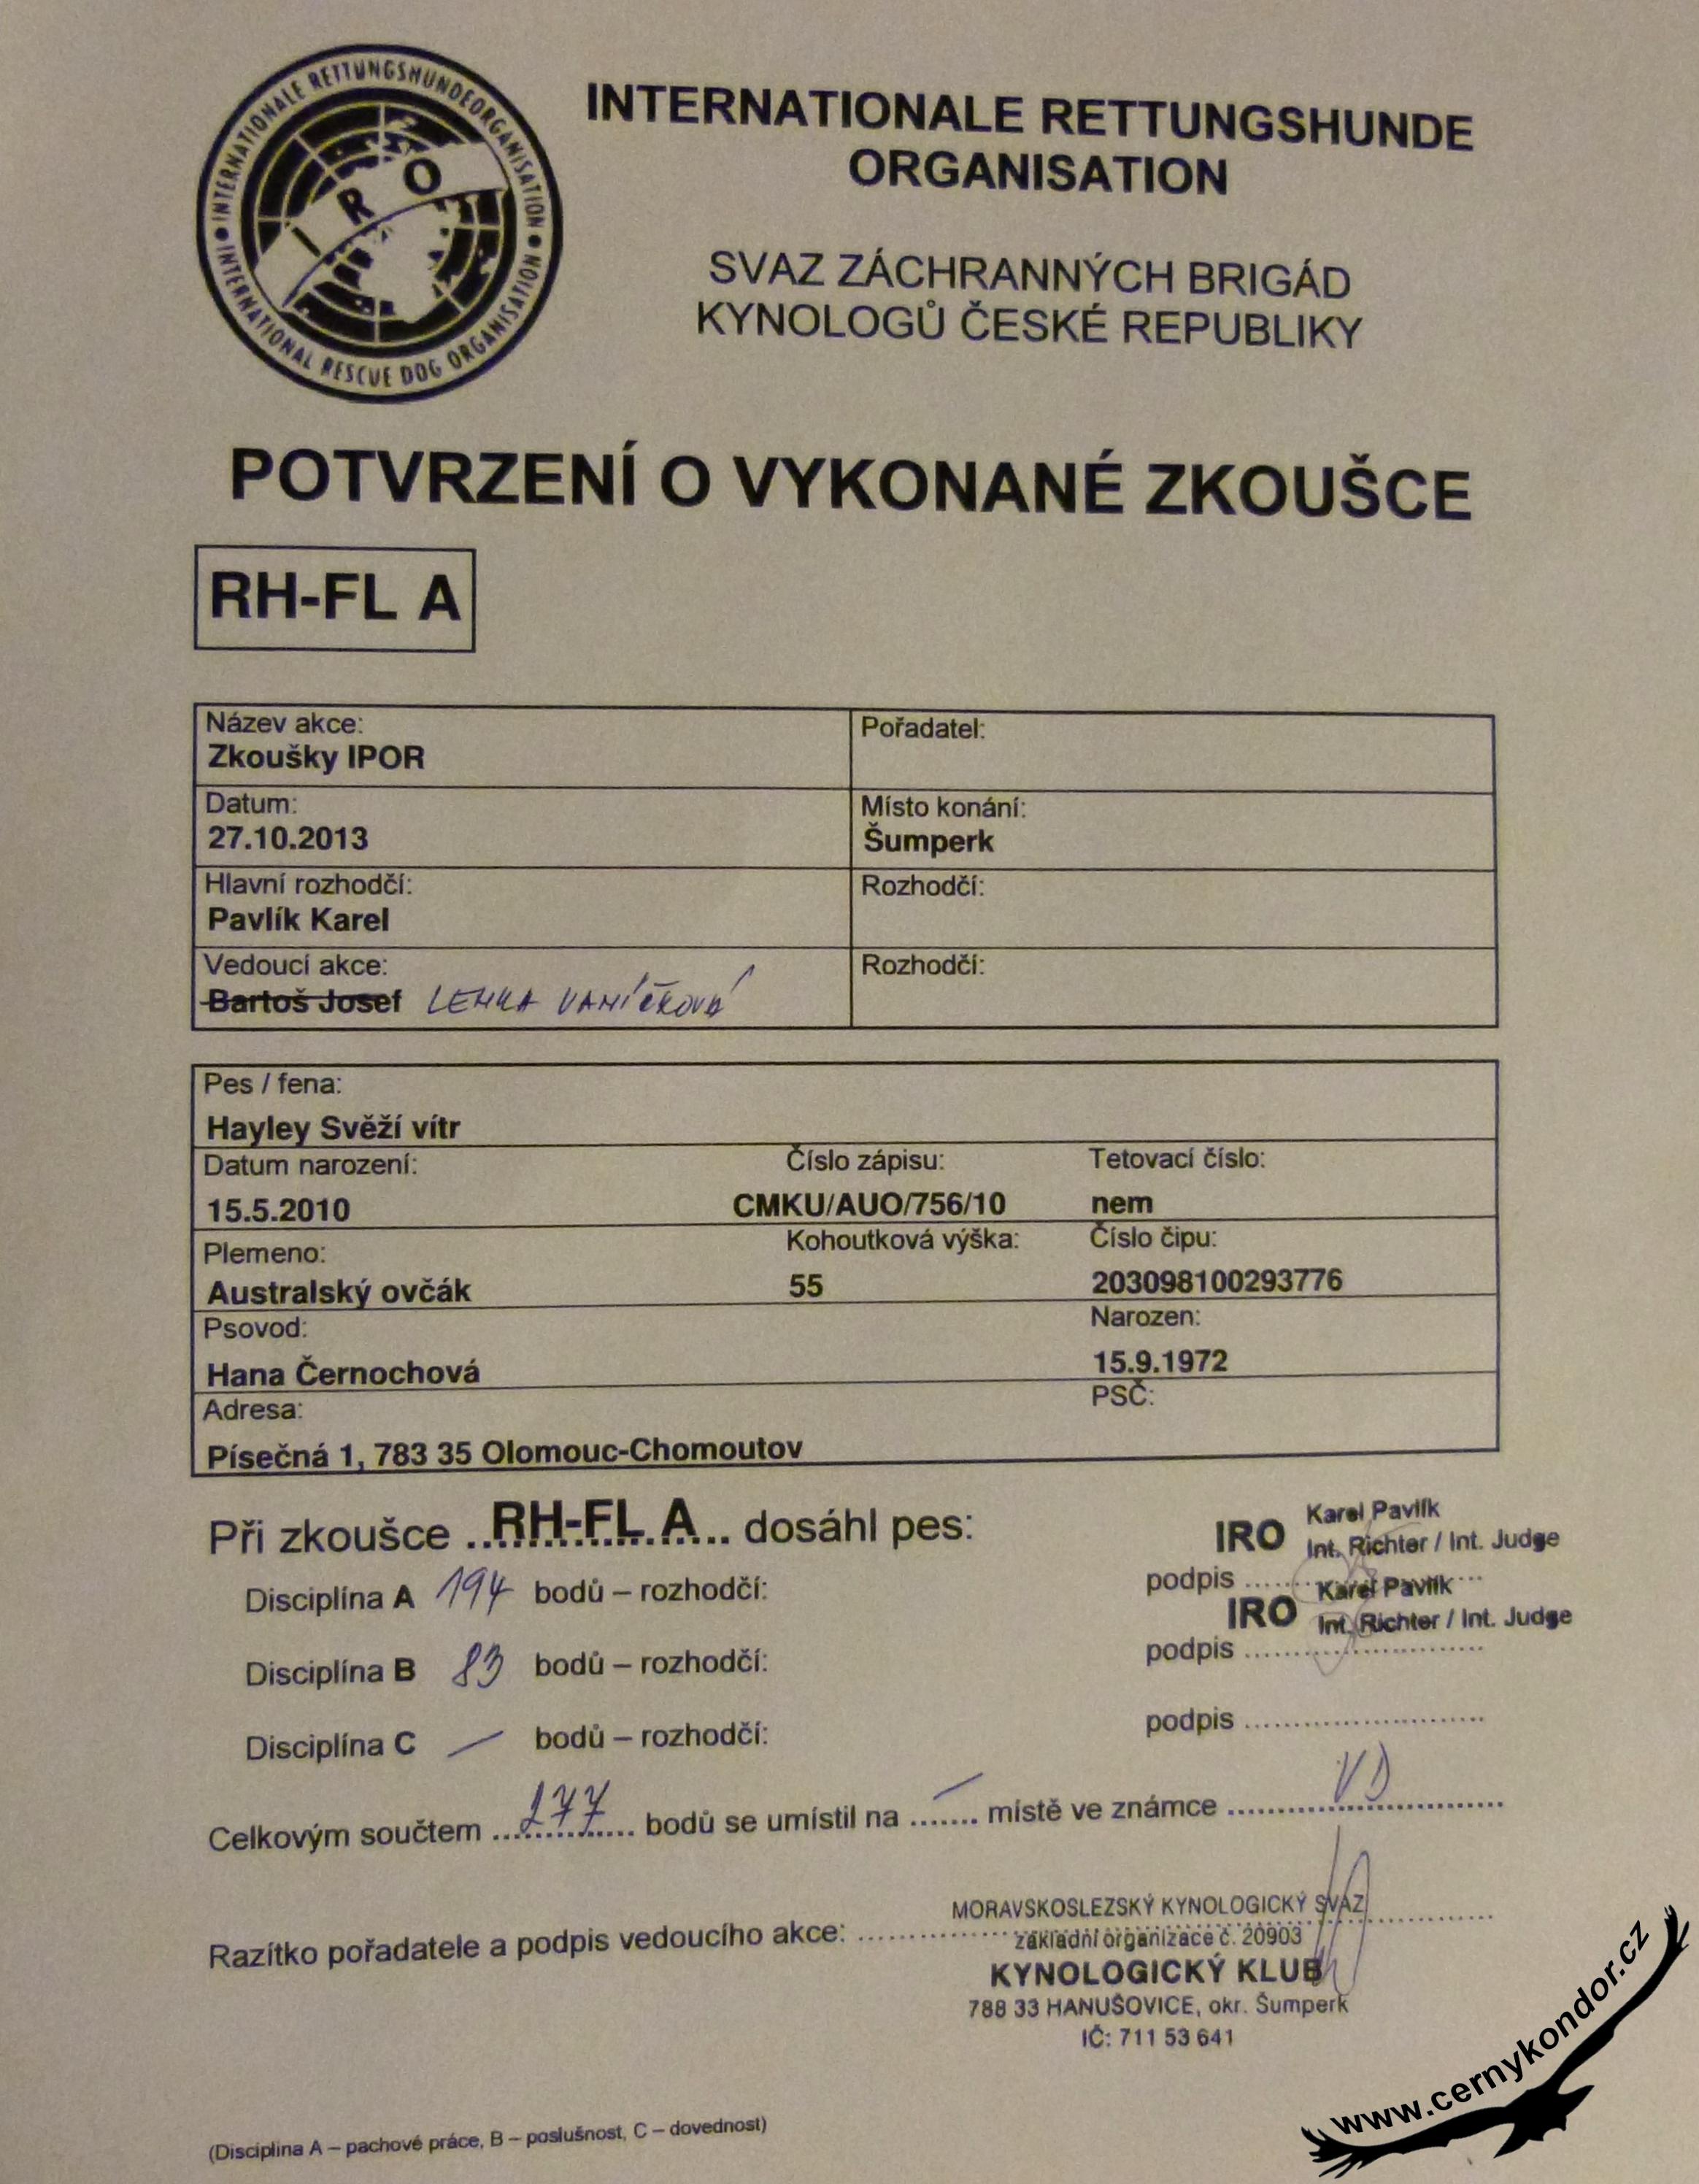 INTERNATIONALE RETTUNGSHUNDEORGANISATION
INTERNATIONAL RESCUE DOG ORGANISATION
IRO
INTERNATIONALE RETTUNGSHUNDE
ORGANISATION
SVAZ ZÁCHRANNÝCH BRIGÁD
KYNOLOGŮ ČESKÉ REPUBLIKY
POTVRZENÍ O VYKONANÉ ZKOUŠCE
RH-FL A
Název akce: Pořadatel:
Zkoušky IPOR
Datum: Místo konání:
27.10.2013 Šumperk
Hlavní rozhodčí: Rozhodčí:
Pavlík Karel
Vedoucí akce: Rozhodčí:
Bartoš Josef LENKA VANÍČKOVÁ
Pes / fena:
Hayley Svěží vítr
Datum narození: Číslo zápisu: Tetovací číslo:
15.5.2010 CMKU/AUO/756/10 nem
Plemeno: Kohoutková výška: Číslo čipu:
Australský ovčák 55 203098100293776
Psovod: Narozen:
Hana Černochová 15.9.1972
Adresa: PSČ:
Písečná 1, 783 35 Olomouc-Chomoutov
Při zkoušce ..RH-FL A... dosáhl pes:
IRO Karel Pavlík
Int. Richter / Int. Judge
Disciplína A 194 bodů – rozhodčí: podpis ..........
IRO Karel Pavlík
Int. Richter / Int. Judge
Disciplína B 83 bodů – rozhodčí: podpis ..........
Disciplína C – bodů – rozhodčí: podpis ..........
Celkovým součtem ...277... bodů se umístil na ...–.... místě ve známce ....VD....
Razítko pořadatele a podpis vedoucího akce: ..........
MORAVSKOSLEZSKÝ KYNOLOGICKÝ SVAZ
základní organizace č. 20903
KYNOLOGICKÝ KLUB
788 33 HANUŠOVICE, okr. Šumperk
IČ: 711 53 641
(Disciplina A – pachové práce, B – poslušnost, C – dovednost)
www.cernykondor.cz